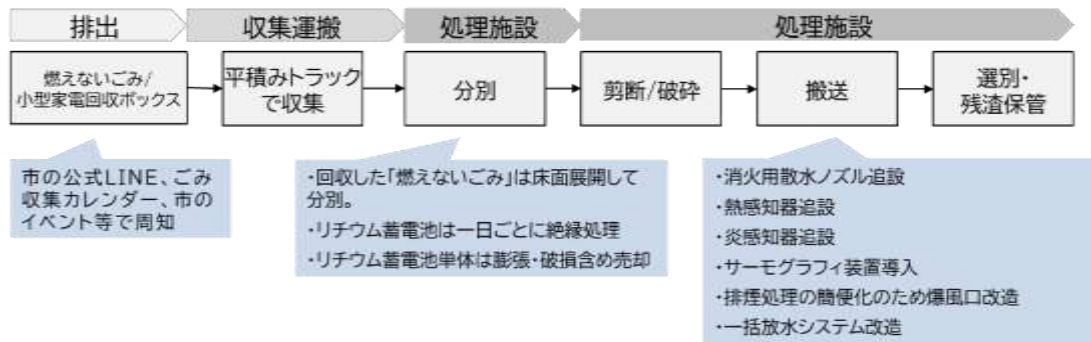 排出
収集運搬
処理施設
処理施設
燃えないごみ/
小型家電回収ボックス
平積みトラック
で収集
分別
剪断/破砕
搬送
選別・
残渣保管
市の公式LINE、ごみ
収集カレンダー、市の
イベント等で周知
・回収した「燃えないごみ」は床面展開して
分別。
・リチウム蓄電池は一日ごとに絶縁処理
・リチウム蓄電池単体は膨張・破損含め売却
・消火用散水ノズル追設
・熱感知器追設
・炎感知器追設
・サーモグラフィ装置導入
・排煙処理の簡便化のため爆風口改造
・一括放水システム改造